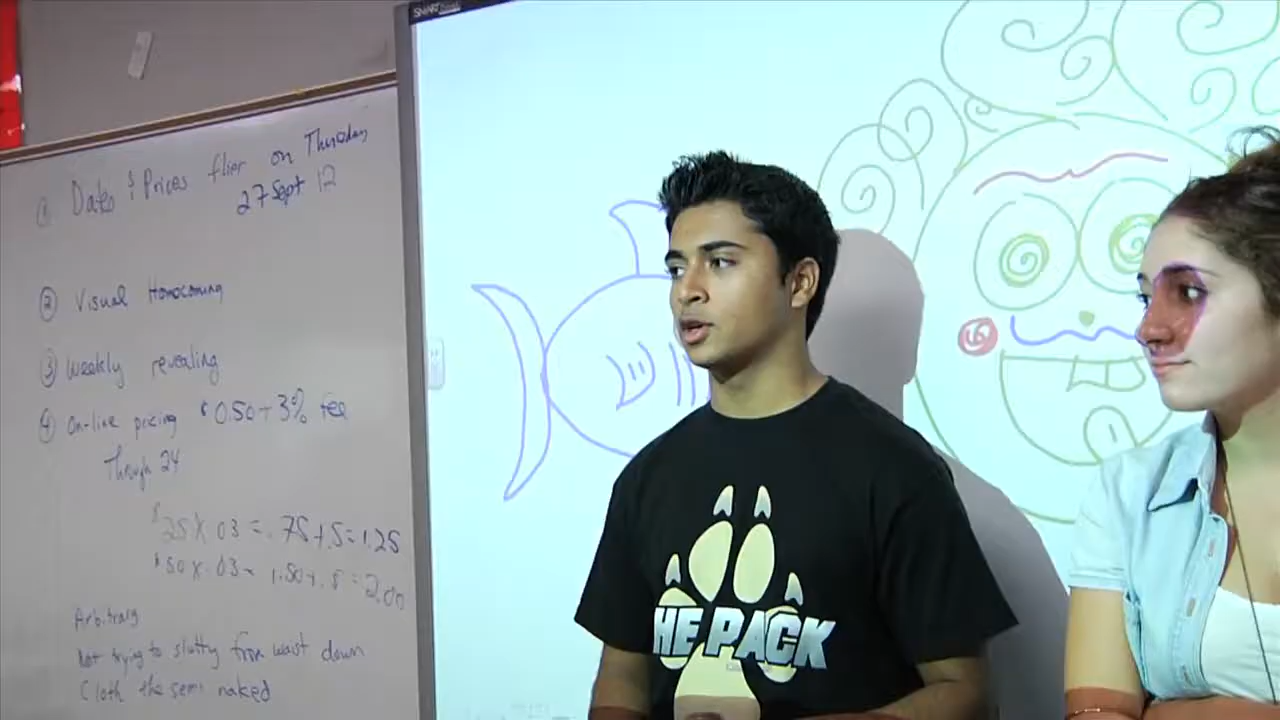 SMART
① Dates & Prices flier on Thursday
27 Sept 12
② Visual Homecoming
③ Weekly revealing
④ On-line pricing $0.50 + 3% fee
Through 24
$25 X .03 = .75 + .5 = 1.25
$50 X .03 = 1.50 + .5 = 2.00
Arbitrary
Not trying to slutty from waist down
Cloth the semi naked
HE PACK